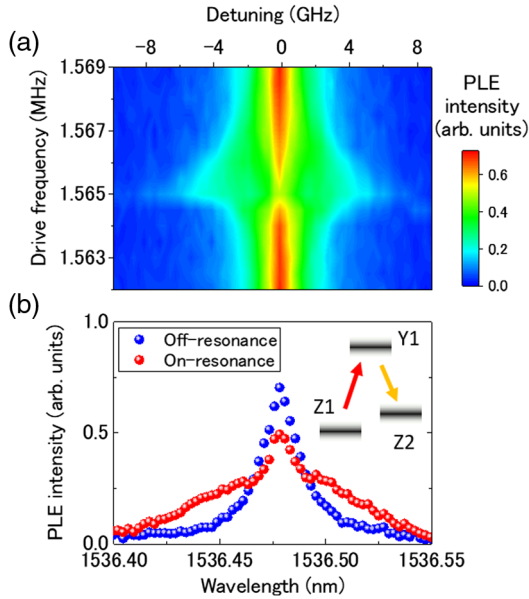 Detuning (GHz)
(a)
−8 −4 0 4 8
1.569
1.567
1.565
1.563
Drive frequency (MHz)
PLE
intensity
(arb. units)
0.6
0.4
0.2
0.0
(b)
1.0
0.5
0.0
PLE intensity (arb. units)
Off-resonance
On-resonance
Y1
Z1
Z2
1536.40 1536.45 1536.50 1536.55
Wavelength (nm)